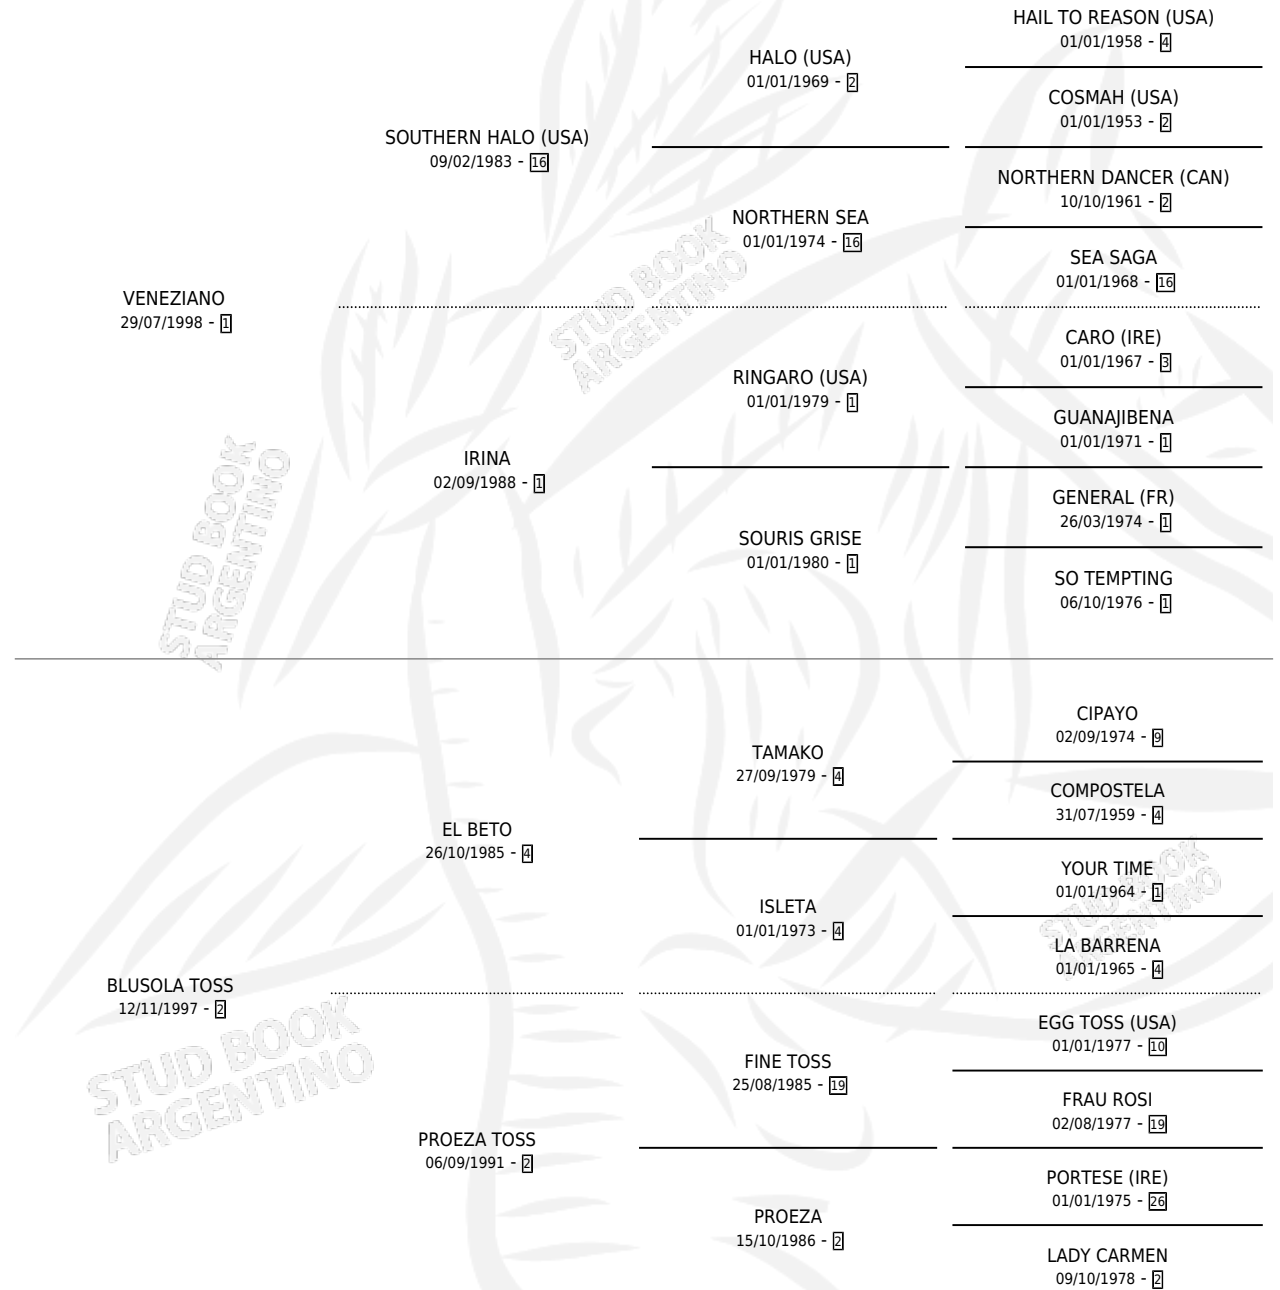 HAIL TO REASON (USA)
01/01/1958 - 4
HALO (USA)
01/01/1969 - 2
COSMAH (USA)
01/01/1953 - 2
SOUTHERN HALO (USA)
09/02/1983 - 16
NORTHERN DANCER (CAN)
10/10/1961 - 2
NORTHERN SEA
01/01/1974 - 16
SEA SAGA
01/01/1968 - 16
VENEZIANO
29/07/1998 - 1
CARO (IRE)
01/01/1967 - 3
RINGARO (USA)
01/01/1979 - 1
GUANAJIBENA
01/01/1971 - 1
IRINA
02/09/1988 - 1
GENERAL (FR)
26/03/1974 - 1
SOURIS GRISE
01/01/1980 - 1
SO TEMPTING
06/10/1976 - 1
CIPAYO
02/09/1974 - 9
TAMAKO
27/09/1979 - 4
COMPOSTELA
31/07/1959 - 4
EL BETO
26/10/1985 - 4
YOUR TIME
01/01/1964 - 1
ISLETA
01/01/1973 - 4
LA BARRENA
01/01/1965 - 4
BLUSOLA TOSS
12/11/1997 - 2
EGG TOSS (USA)
01/01/1977 - 10
FINE TOSS
25/08/1985 - 19
FRAU ROSI
02/08/1977 - 19
PROEZA TOSS
06/09/1991 - 2
PORTESE (IRE)
01/01/1975 - 26
PROEZA
15/10/1986 - 2
LADY CARMEN
09/10/1978 - 2
STUD BOOK
ARGENTINO
STUD BOOK
ARGENTINO
STUD BOOK
ARGENTINO
STUD BOOK
ARGENTINO